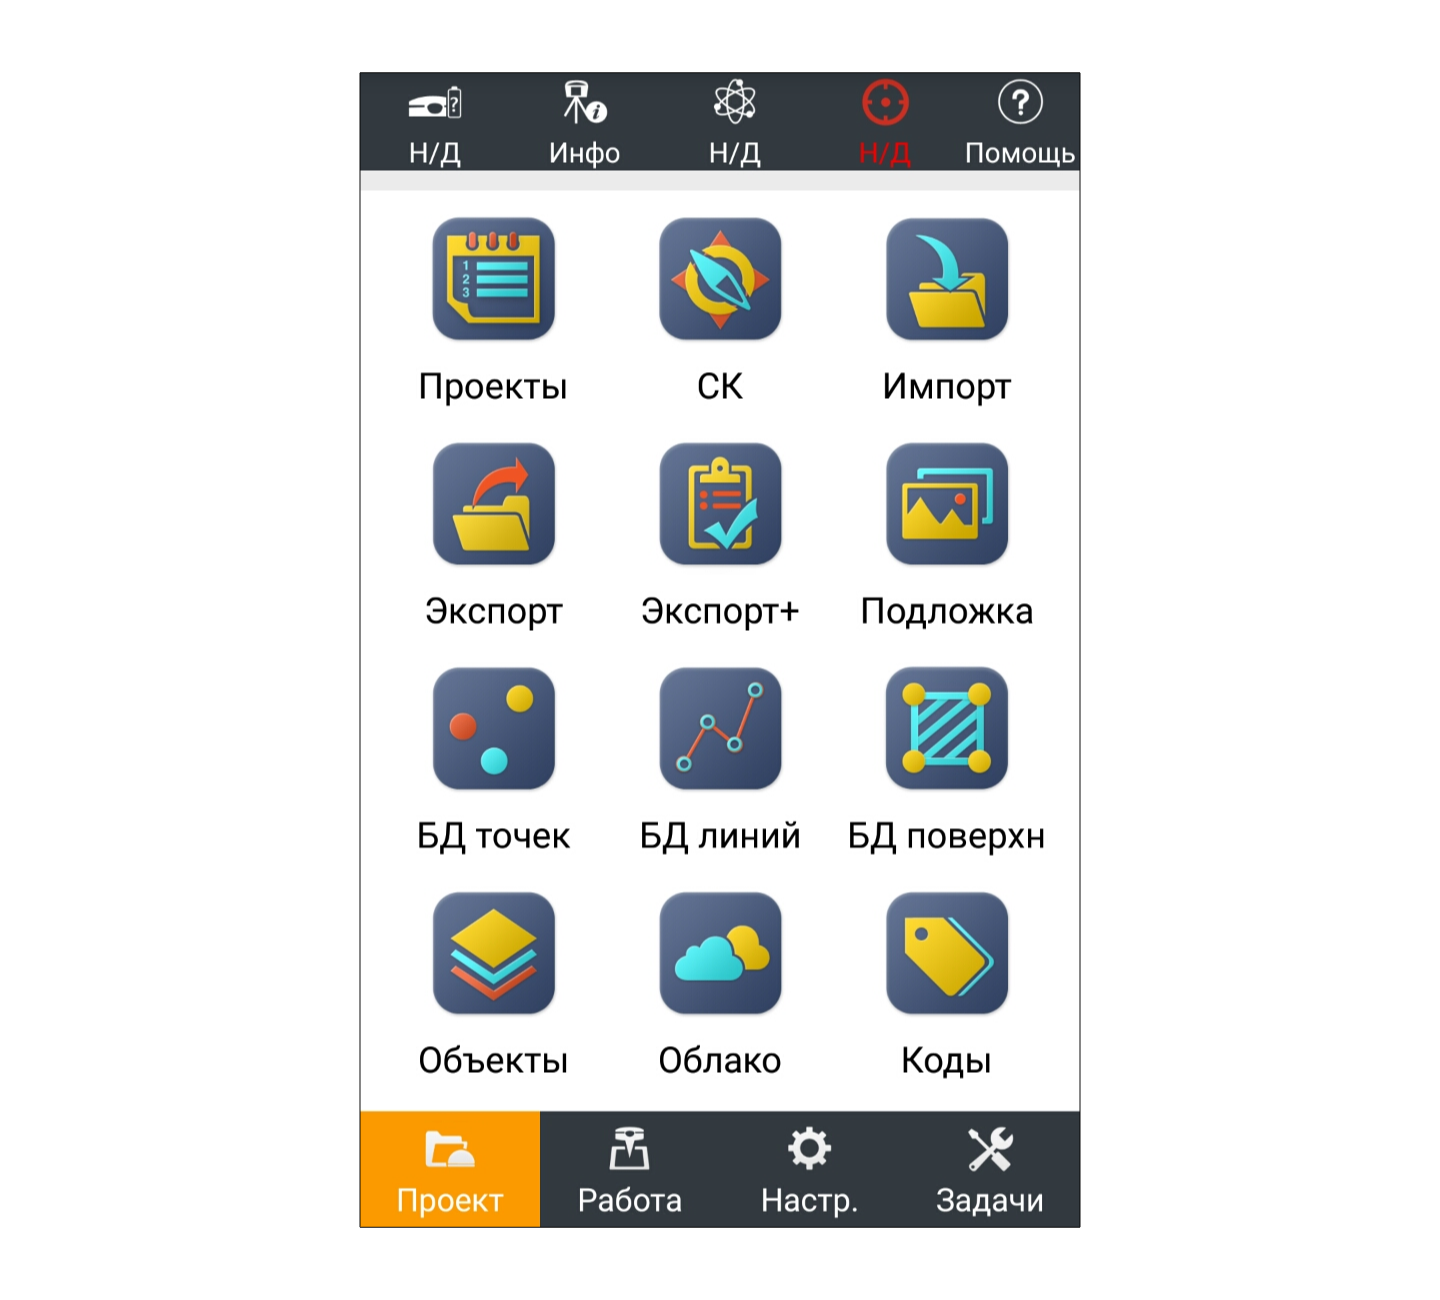 Н/Д Инфо Н/Д Н/Д Помощь
Проекты СК Импорт
Экспорт Экспорт+ Подложка
БД точек БД линий БД поверхн
Объекты Облако Коды
Проект Работа Настр. Задачи